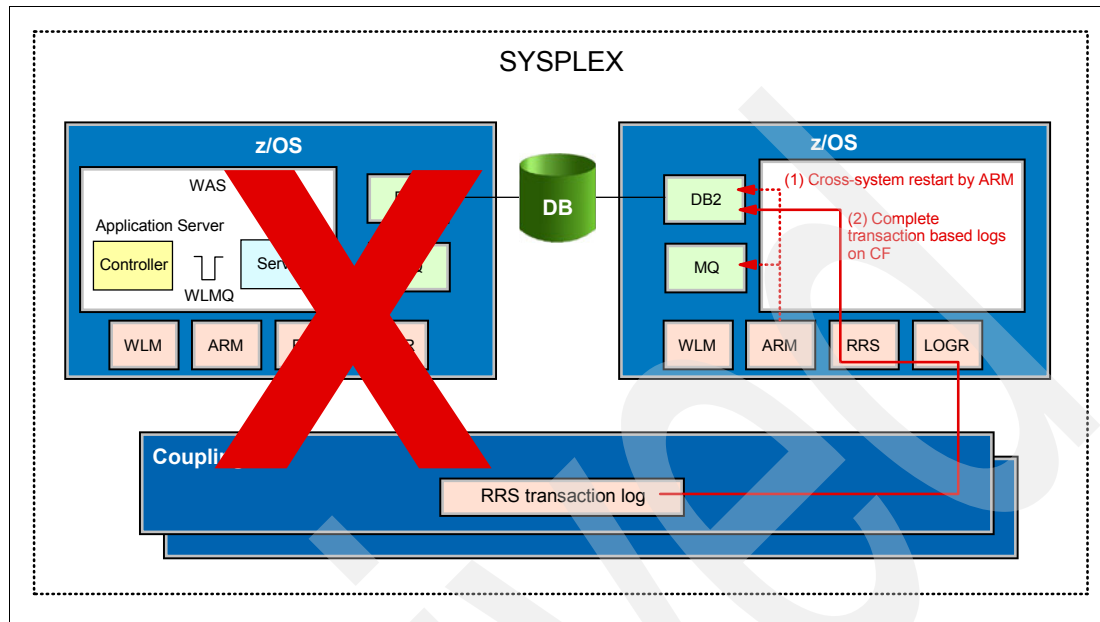 SYSPLEX
z/OS
WAS
Application Server
Controller
WLMQ
WLM
ARM
DB
z/OS
DB2
MQ
(1) Cross-system restart by ARM
(2) Complete
transaction based logs
on CF
WLM
ARM
RRS
LOGR
RRS transaction log